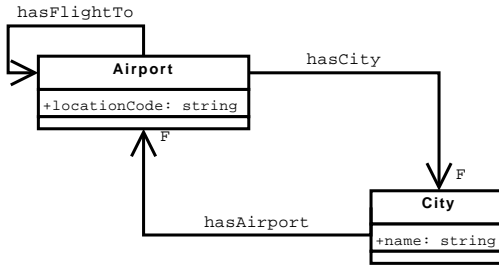 hasFlightTo
Airport
hasCity
+locationCode: string
F
F
City
hasAirport
+name: string